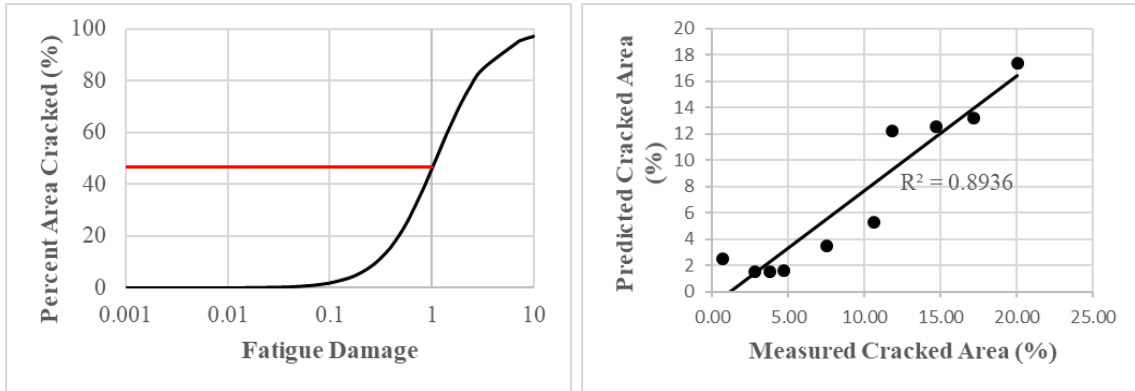 Percent Area Cracked (%)
100
80
60
40
20
0
0.001 0.01 0.1 1 10
Fatigue Damage
Predicted Cracked Area
(%)
20
18
16
14
12
10
8
6
4
2
0
R² = 0.8936
0.00 5.00 10.00 15.00 20.00 25.00
Measured Cracked Area (%)